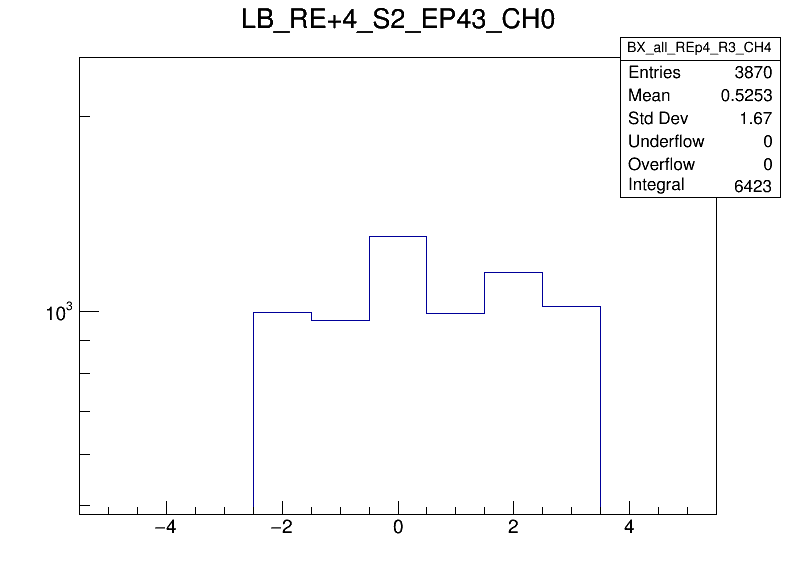 LB_RE+4_S2_EP43_CH0
BX_all_REp4_R3_CH4
Entries 3870
Mean 0.5253
Std Dev 1.67
Underflow 0
Overflow 0
Integral 6423
10³
−4 −2 0 2 4